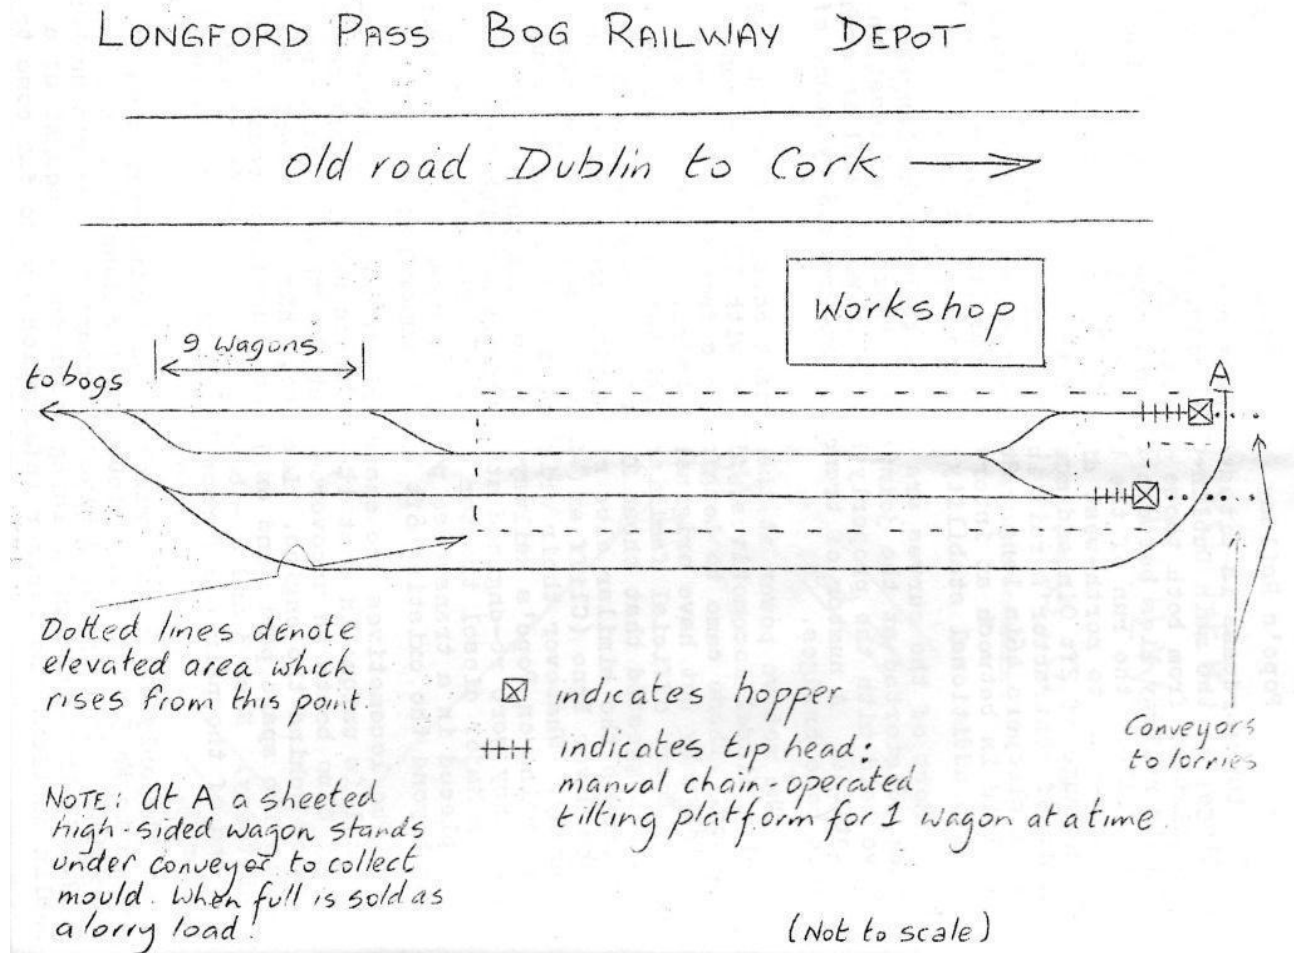 LONGFORD PASS BOG RAILWAY DEPOT
Old road Dublin to Cork
Workshop
9 wagons
to bogs
A
Dotted lines denote
elevated area which
rises from this point.
indicates hopper
indicates tip head:
manual chain-operated
tilting platform for 1 wagon at a time
Conveyors
to lorries
NOTE: At A a sheeted
high-sided wagon stands
under conveyor to collect
mould. When full is sold as
a lorry load!
(Not to scale)